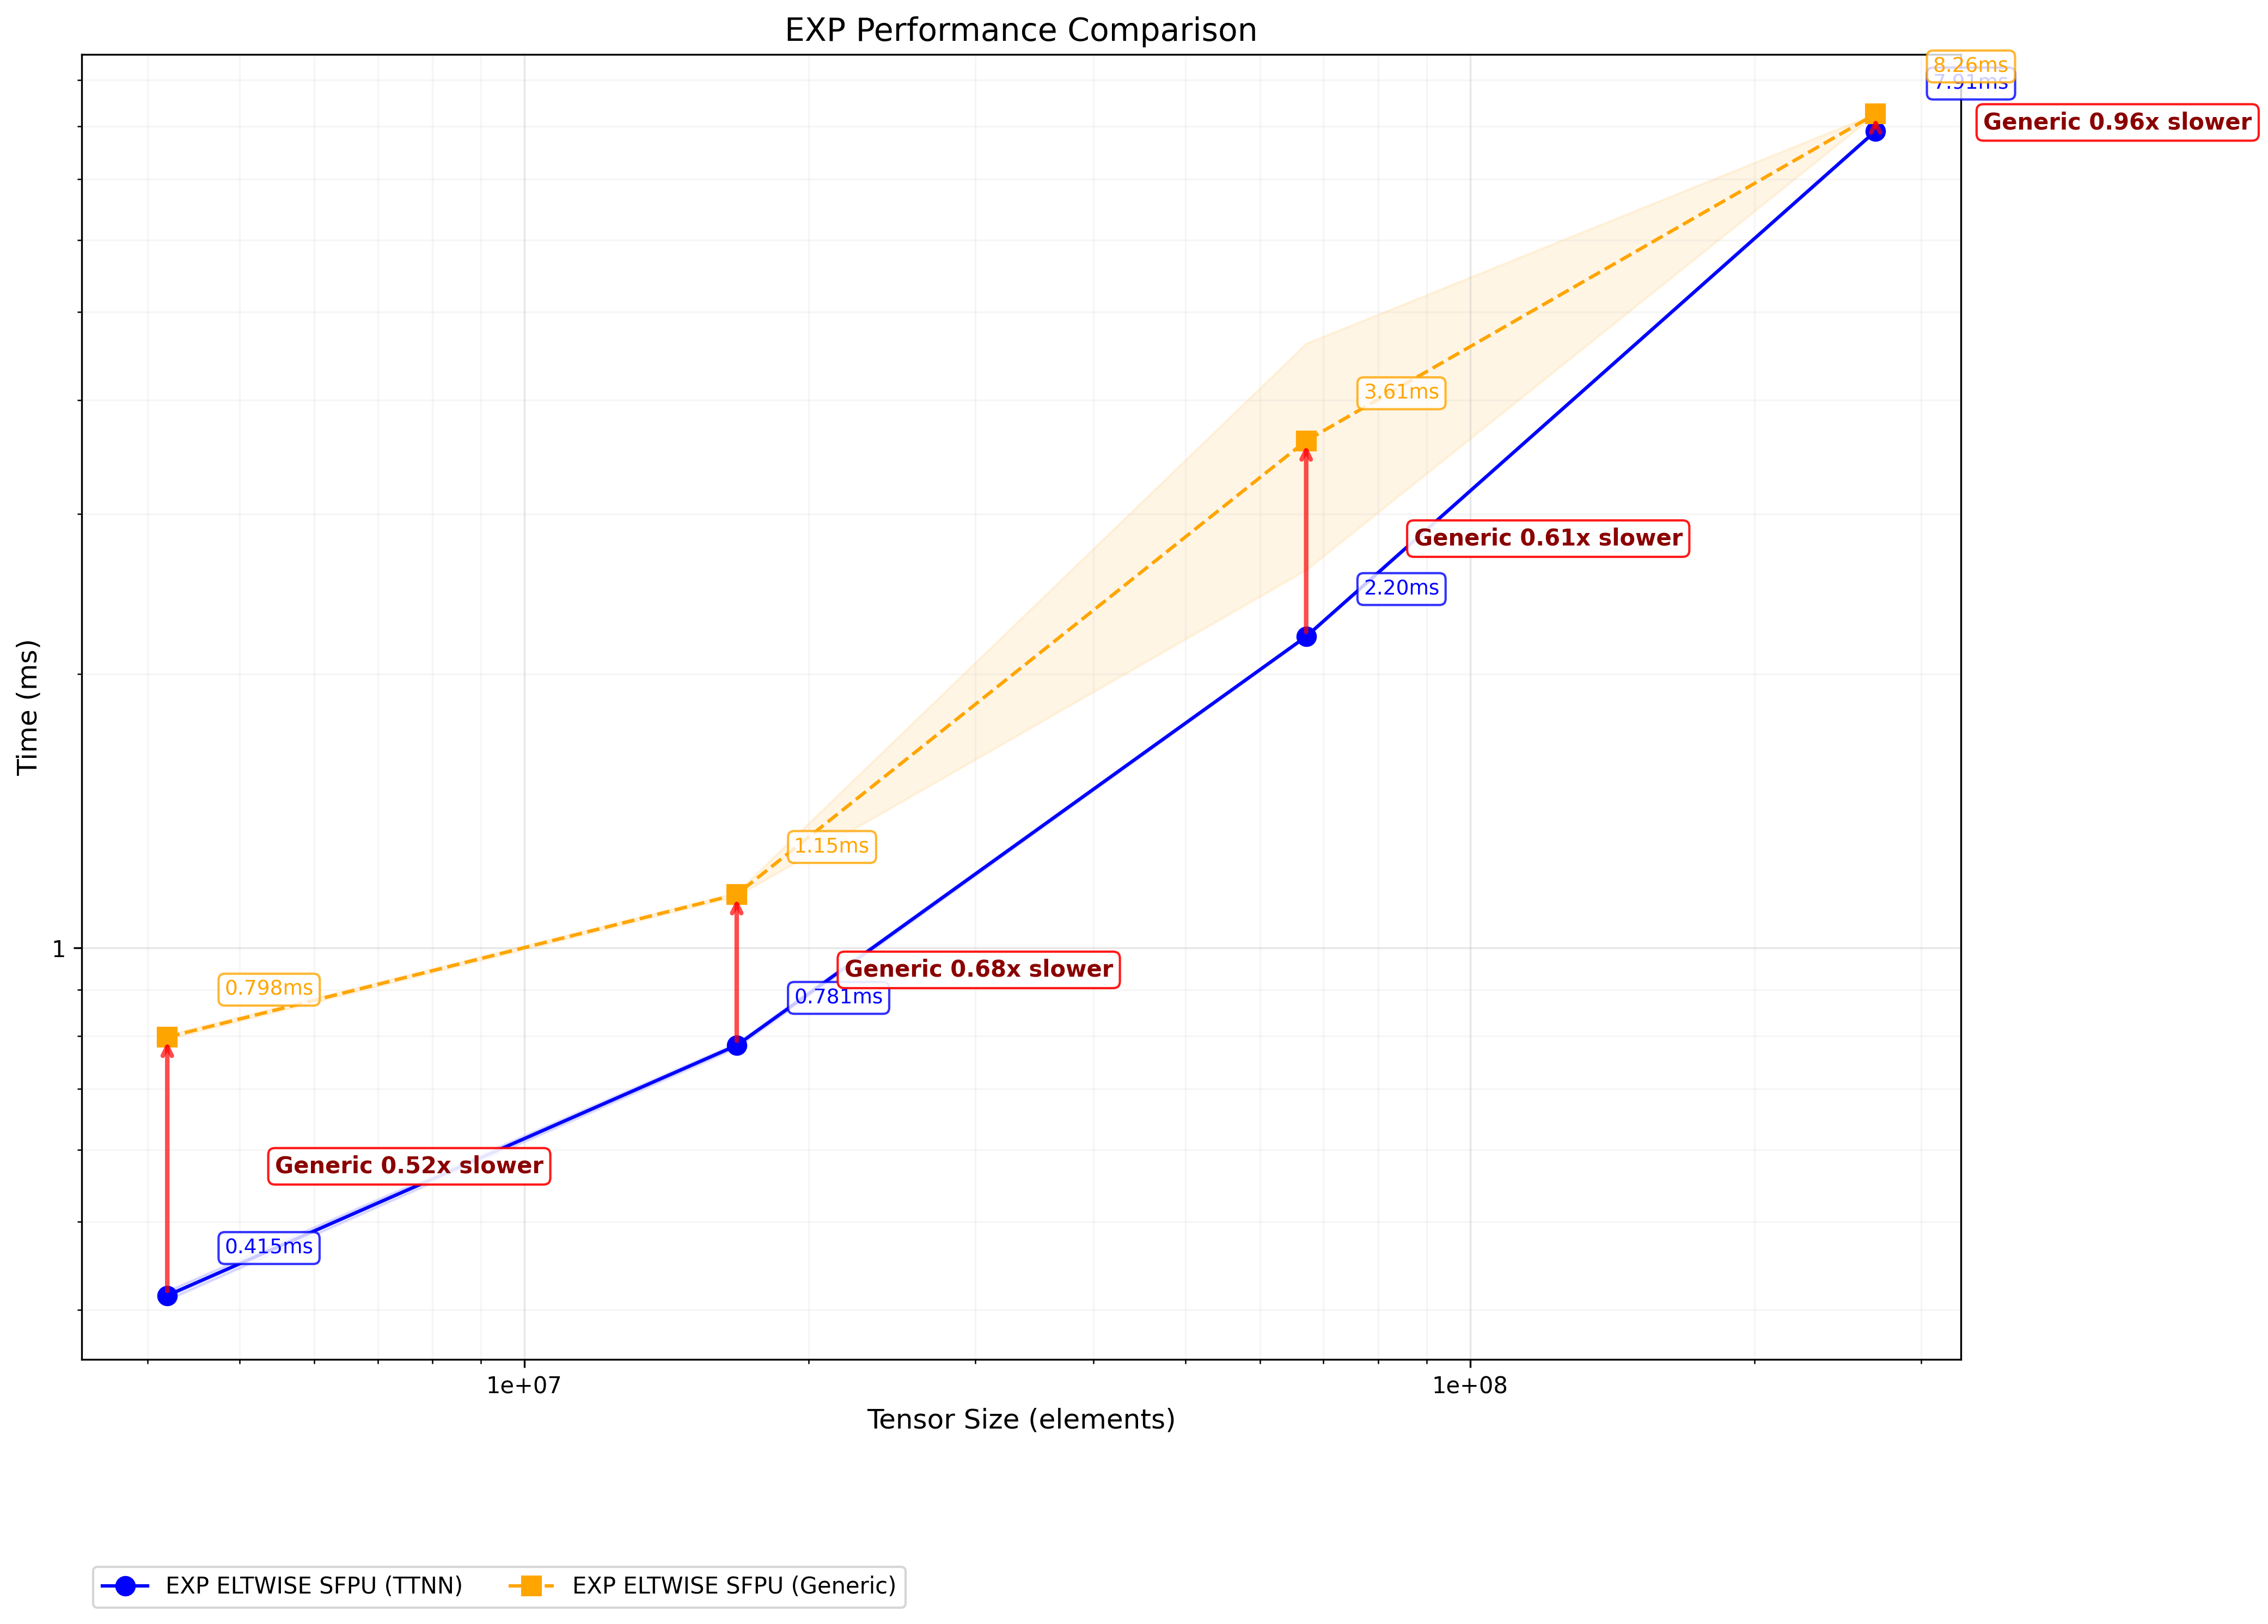 EXP Performance Comparison
8.26ms
7.91ms
Generic 0.96x slower
3.61ms
Generic 0.61x slower
2.20ms
1.15ms
Generic 0.68x slower
0.781ms
0.798ms
Generic 0.52x slower
0.415ms
Time (ms)
1
1e+07
1e+08
Tensor Size (elements)
EXP ELTWISE SFPU (TTNN)
EXP ELTWISE SFPU (Generic)